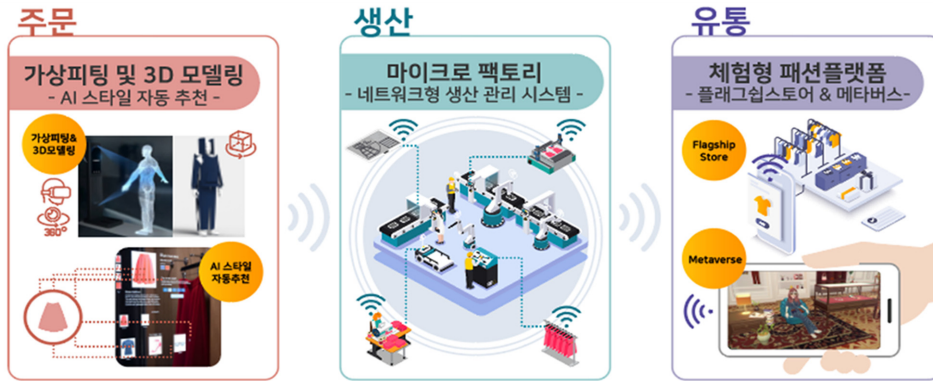 주문
가상피팅 및 3D 모델링
- AI 스타일 자동 추천 -
가상피팅&
3D모델링
360°
AI 스타일
자동추천
생산
마이크로 팩토리
- 네트워크형 생산 관리 시스템 -
유통
체험형 패션플랫폼
- 플래그쉽스토어 & 메타버스-
Flagship
Store
Metaverse